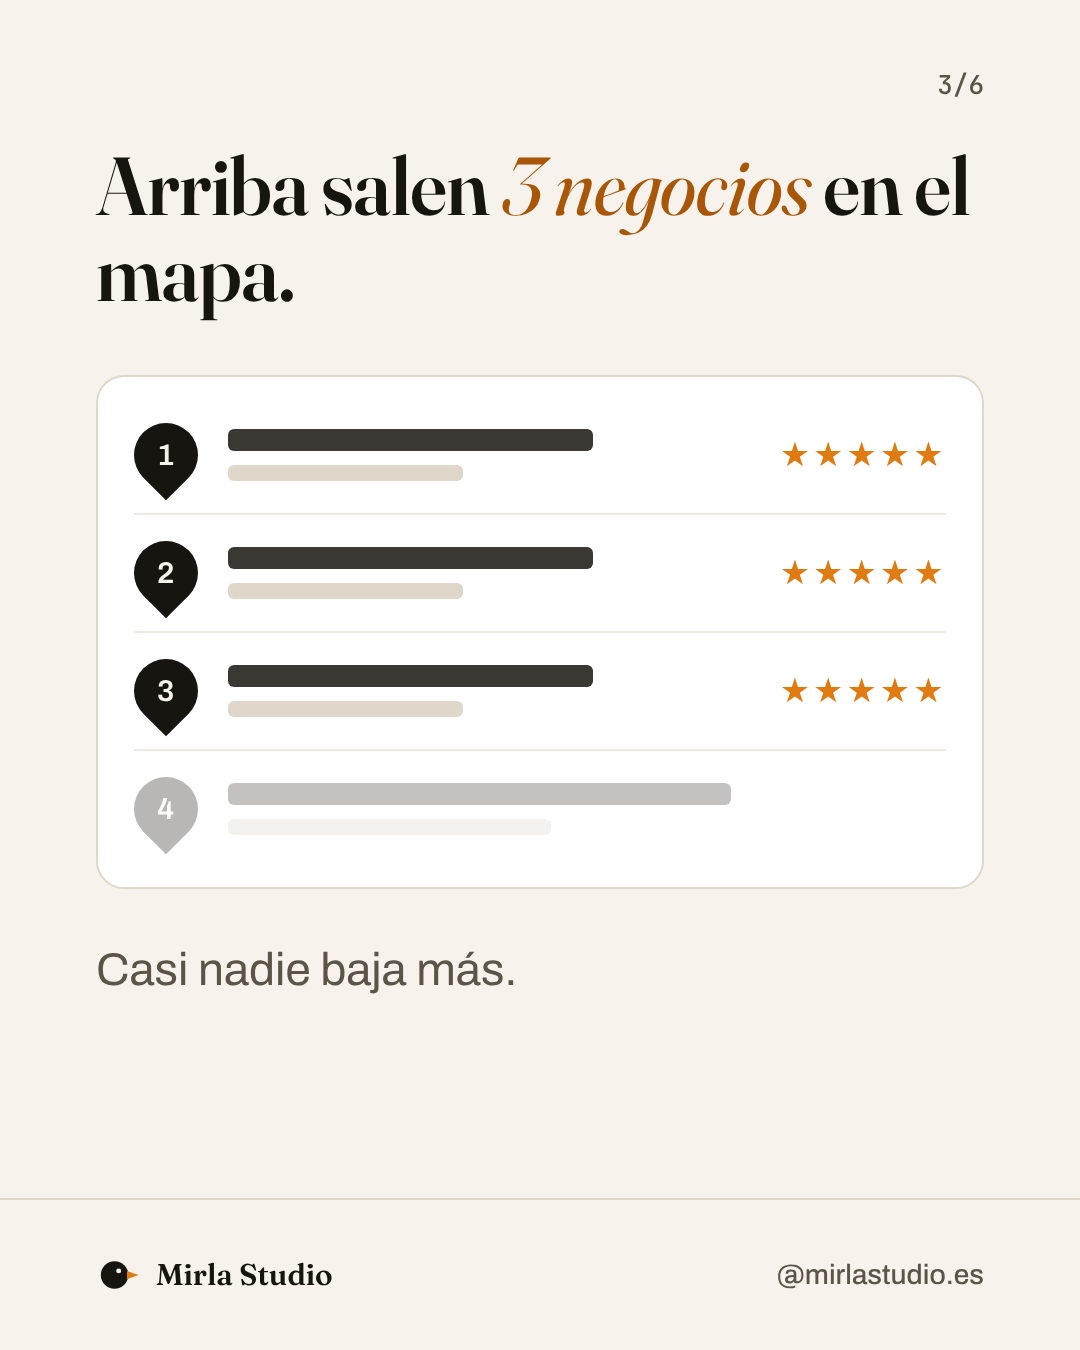 3/6
Arriba salen 3 negocios en el
mapa.
1 ★★★★★
2 ★★★★★
3 ★★★★★
4
Casi nadie baja más.
Mirla Studio @mirlastudio.es